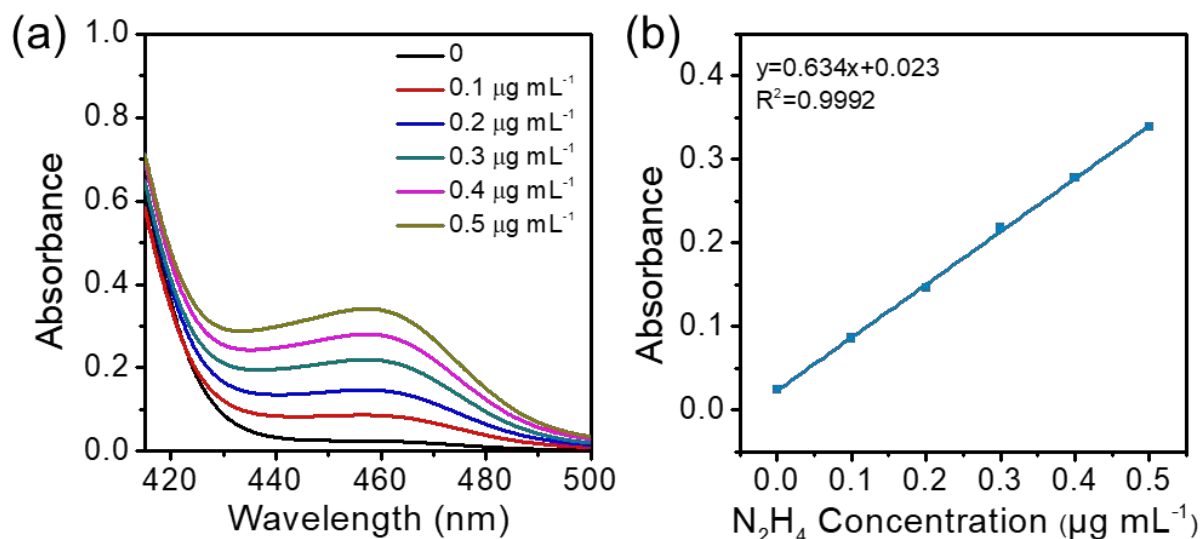 (a)
1.0
0.8
0.6
0.4
0.2
0.0
Absorbance
0
0.1 μg mL⁻¹
0.2 μg mL⁻¹
0.3 μg mL⁻¹
0.4 μg mL⁻¹
0.5 μg mL⁻¹
420 440 460 480 500
Wavelength (nm)
(b)
y=0.634x+0.023
R²=0.9992
0.4
0.3
0.2
0.1
0.0
Absorbance
0.0 0.1 0.2 0.3 0.4 0.5
N₂H₄ Concentration (μg mL⁻¹)